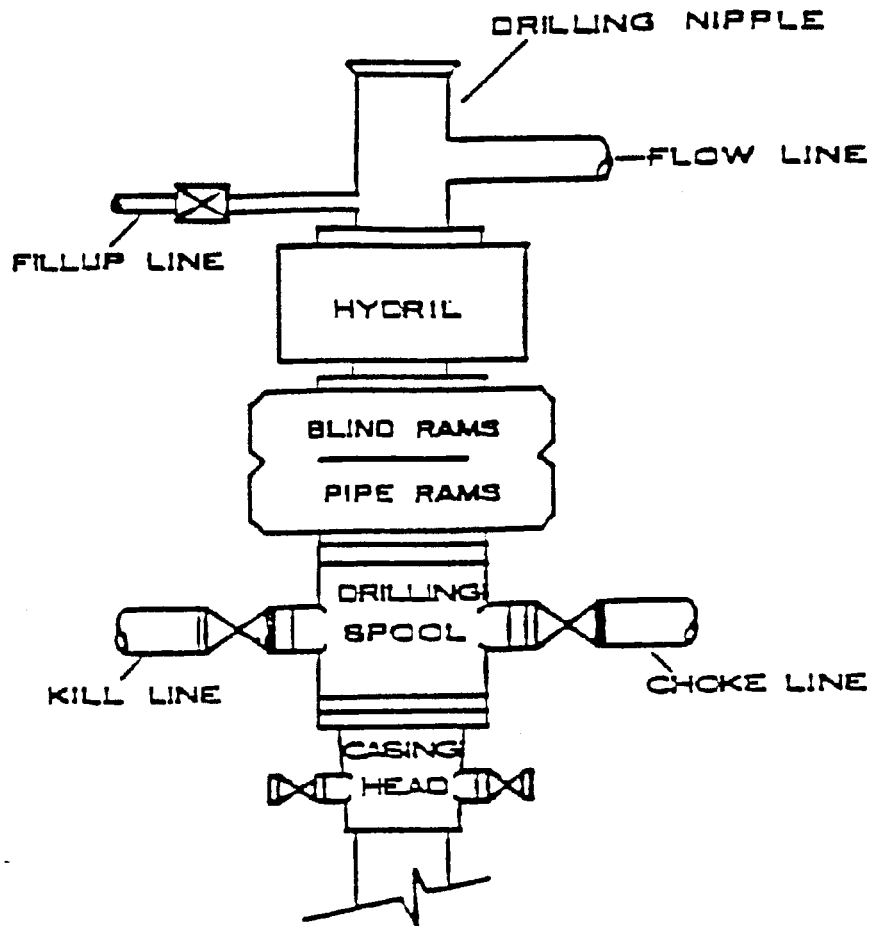 DRILLING NIPPLE
FLOW LINE
FILLUP LINE
HYDRIL
BLIND RAMS
PIPE RAMS
DRILLING
SPOOL
KILL LINE
CHOKE LINE
CASING
HEAD